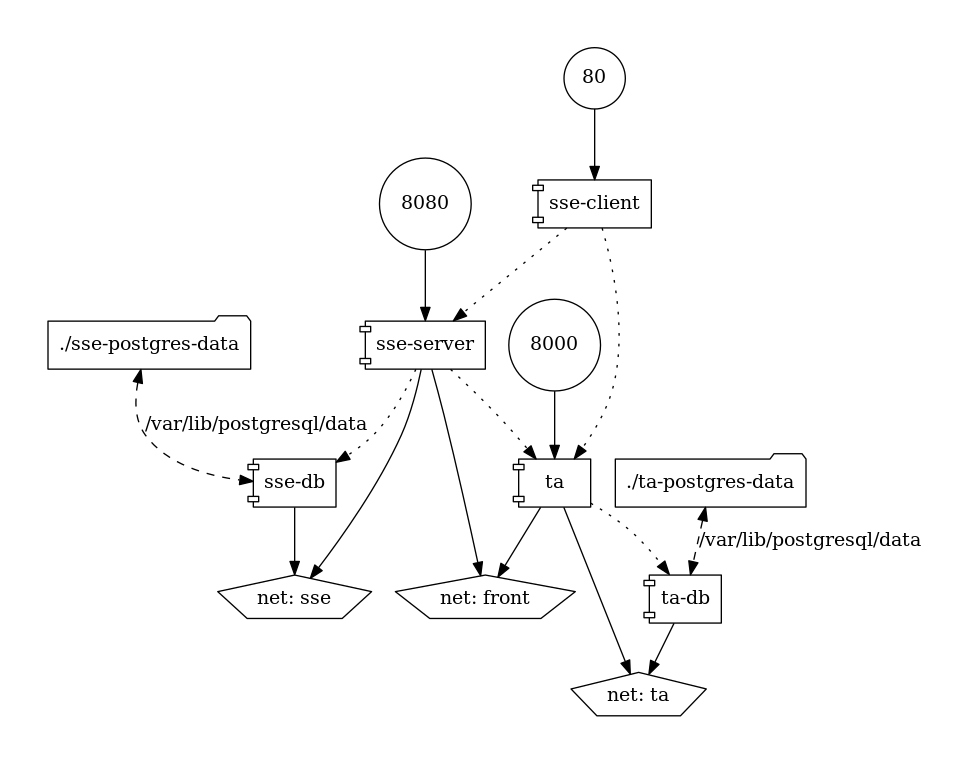 80
8080
sse-client
./sse-postgres-data
sse-server
8000
/var/lib/postgresql/data
sse-db
ta
./ta-postgres-data
/var/lib/postgresql/data
net: sse
net: front
ta-db
net: ta